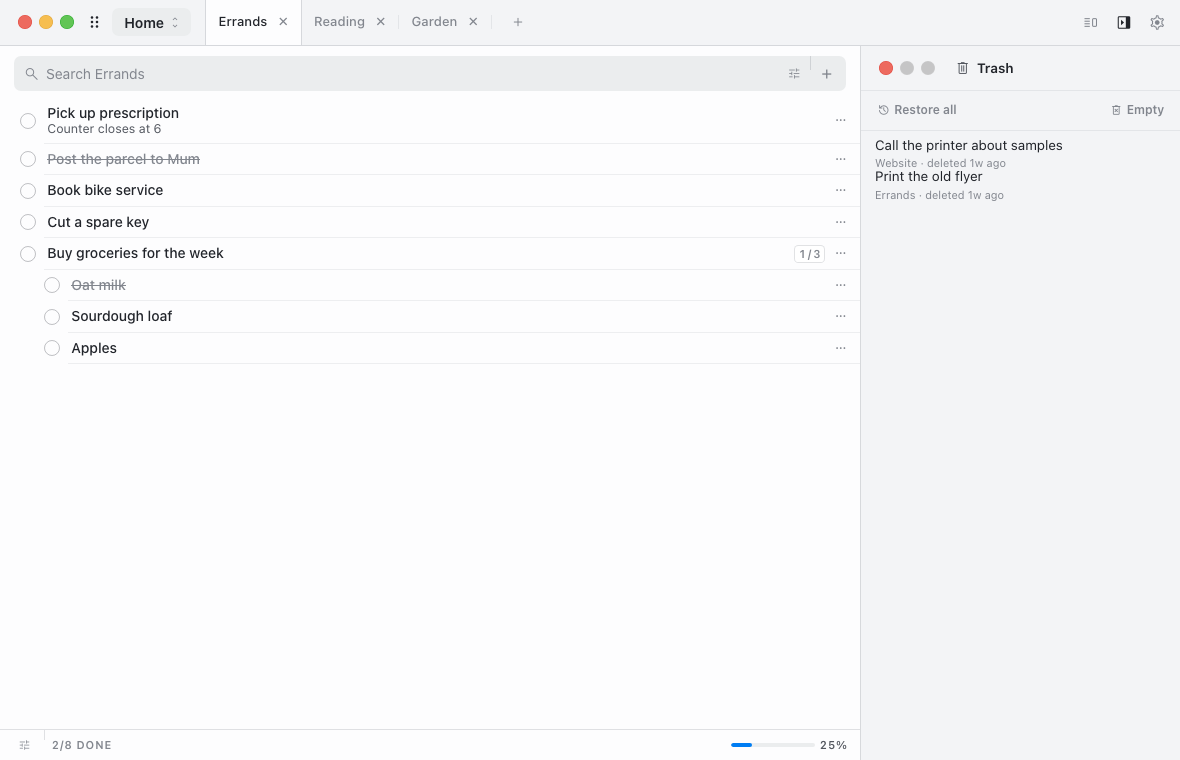 Home
Errands
Reading
Garden
Search Errands
Pick up prescription
Counter closes at 6
Post the parcel to Mum
Book bike service
Cut a spare key
Buy groceries for the week
1/3
Oat milk
Sourdough loaf
Apples
2/8 DONE
25%
Trash
Restore all
Empty
Call the printer about samples
Website · deleted 1w ago
Print the old flyer
Errands · deleted 1w ago